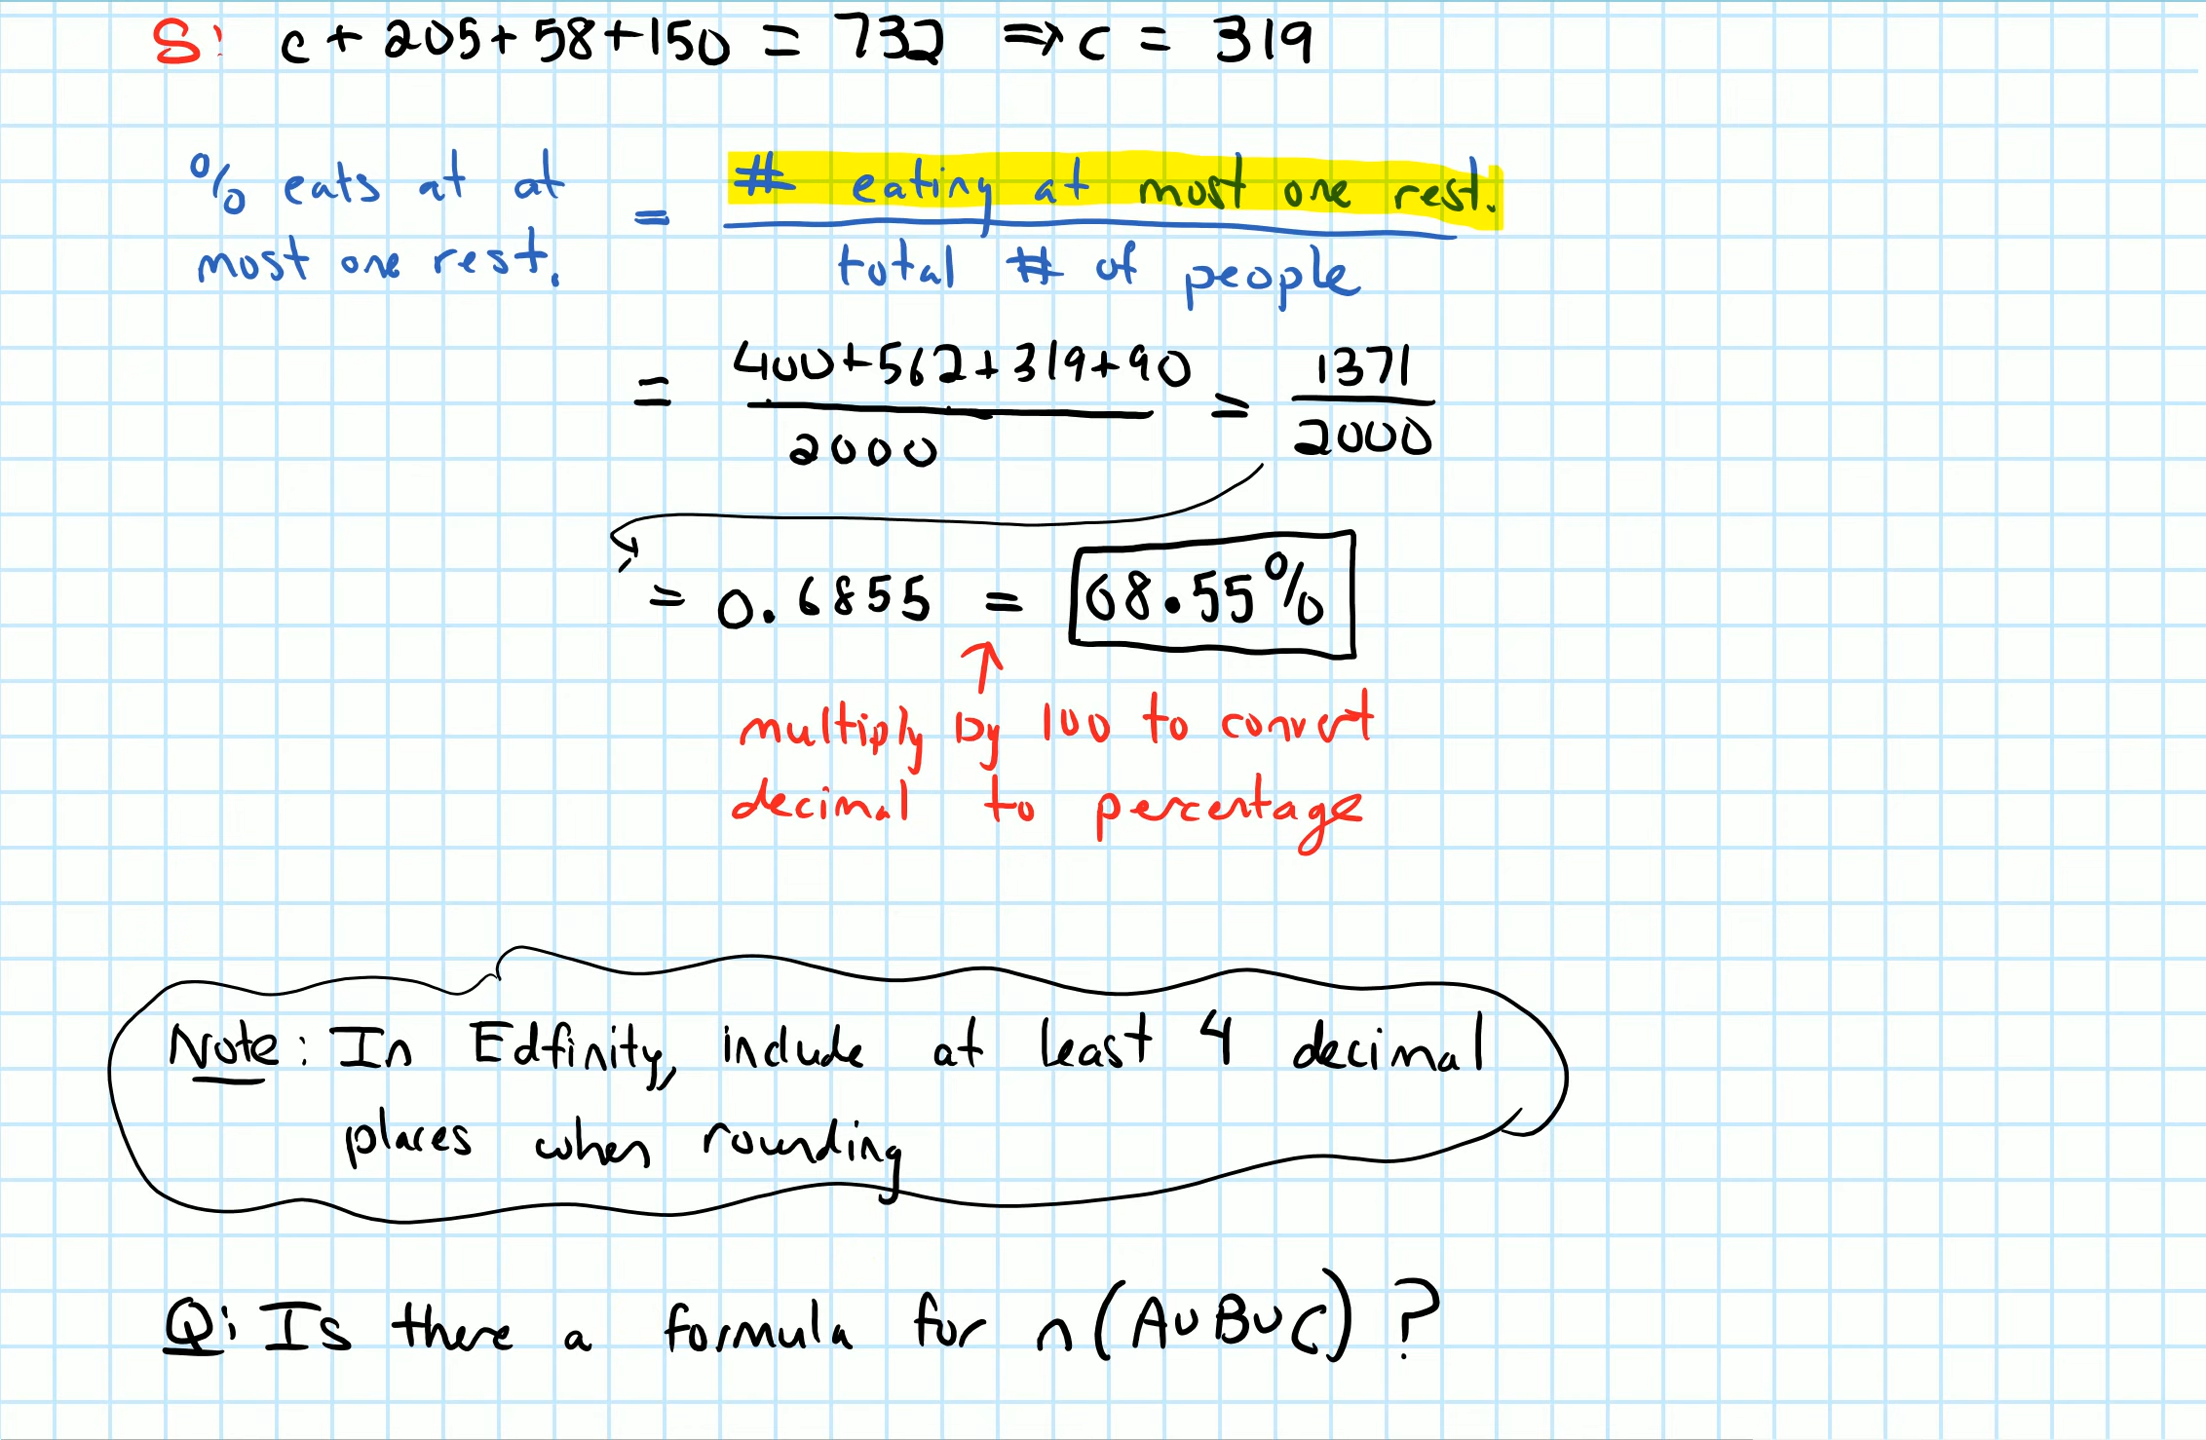 S: c + 205 + 58 + 150 = 732 ⇒ c = 319
% eats at at most one rest. = # eating at most one rest. / total # of people
= 400 + 562 + 319 + 90 / 2000 = 1371 / 2000
= 0.6855 = 68.55%
↑
multiply by 100 to convert
decimal to percentage
Note: In Edfinity, include at least 4 decimal
places when rounding
Q: Is there a formula for n(A∪B∪C)?